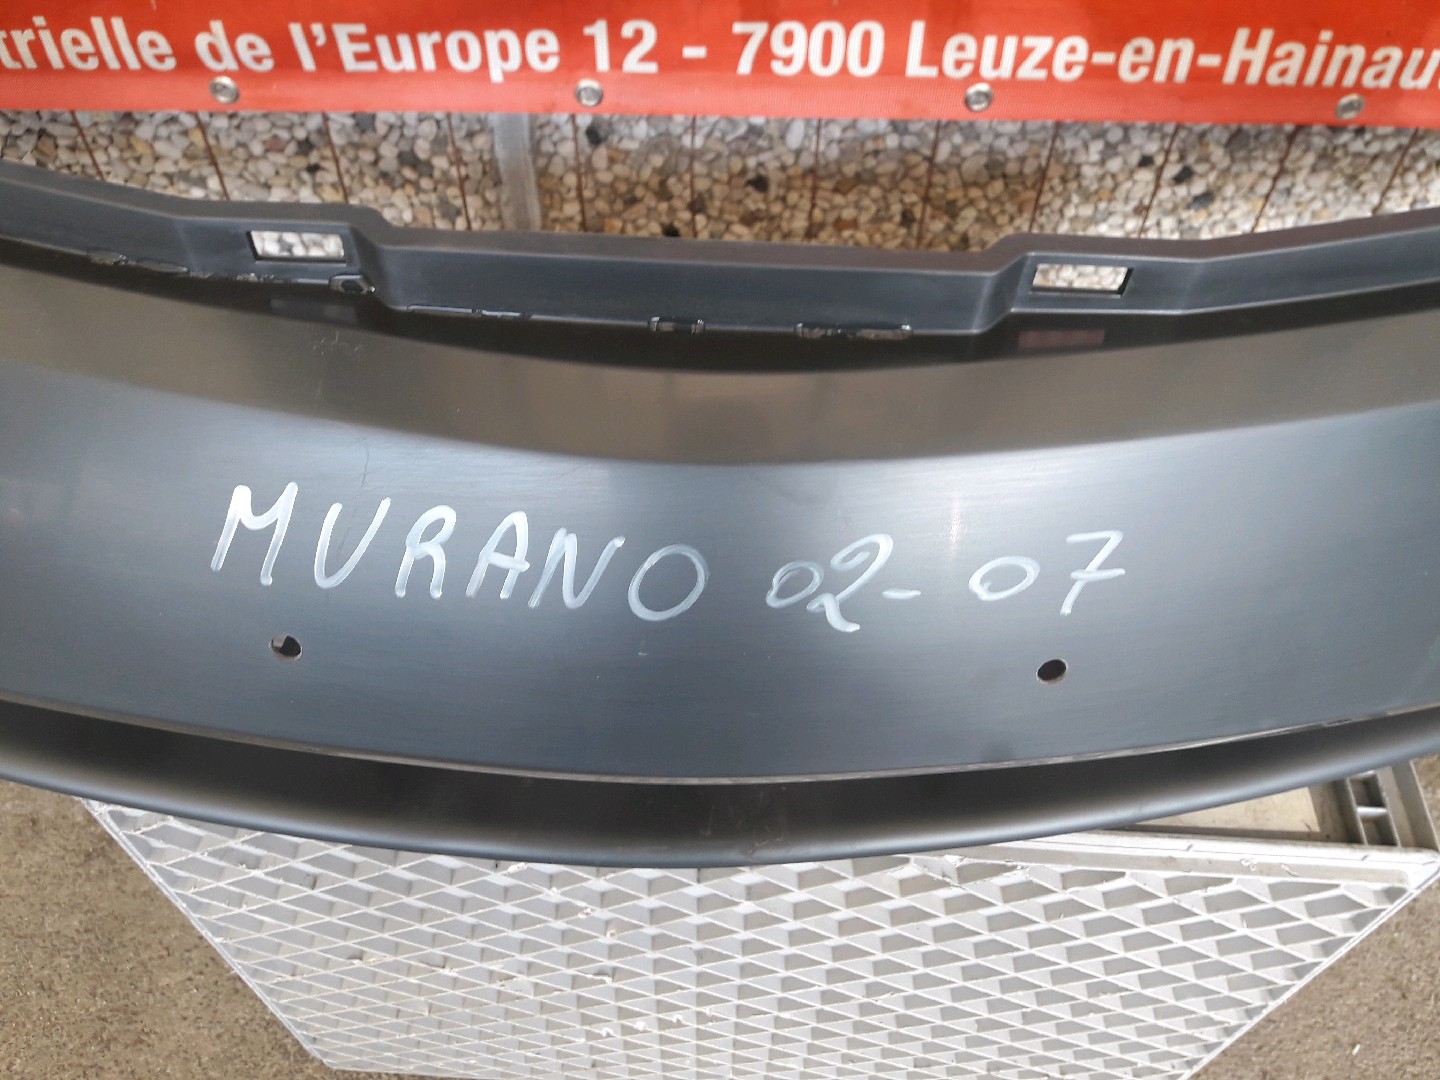 trielle de l'Europe 12 - 7900 Leuze-en-Hainau
MURANO 02-07